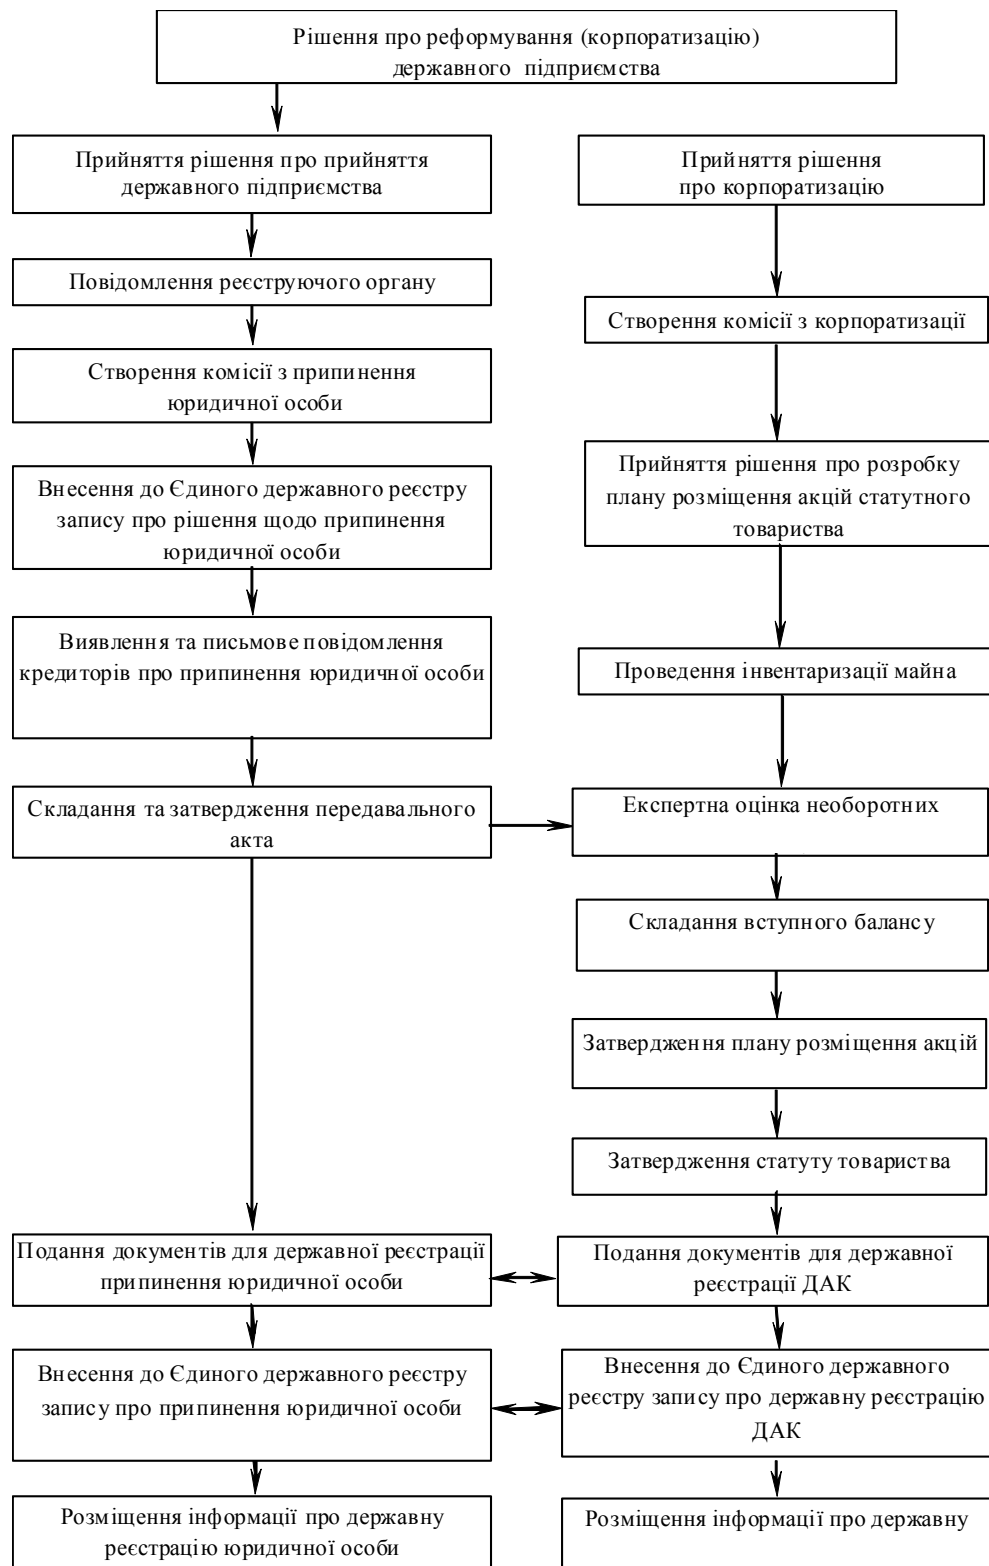 Рішення про реформування (корпоратизацію)
державного підприємства
Прийняття рішення про прийняття
державного підприємства
Повідомлення реєструючого органу
Створення комісії з припинення
юридичної особи
Внесення до Єдиного державного реєстру
запису про рішення щодо припинення
юридичної особи
Виявлення та письмове повідомлення
кредиторів про припинення юридичної особи
Складання та затвердження передавального
акта
Подання документів для державної реєстрації
припинення юридичної особи
Внесення до Єдиного державного реєстру
запису про припинення юридичної особи
Розміщення інформації про державну
реєстрацію юридичної особи
Прийняття рішення
про корпоратизацію
Створення комісії з корпоратизації
Прийняття рішення про розробку
плану розміщення акцій статутного
товариства
Проведення інвентаризації майна
Експертна оцінка необоротних
Складання вступного балансу
Затвердження плану розміщення акцій
Затвердження статуту товариства
Подання документів для державної
реєстрації ДАК
Внесення до Єдиного державного
реєстру запису про державну реєстрацію
ДАК
Розміщення інформації про державну